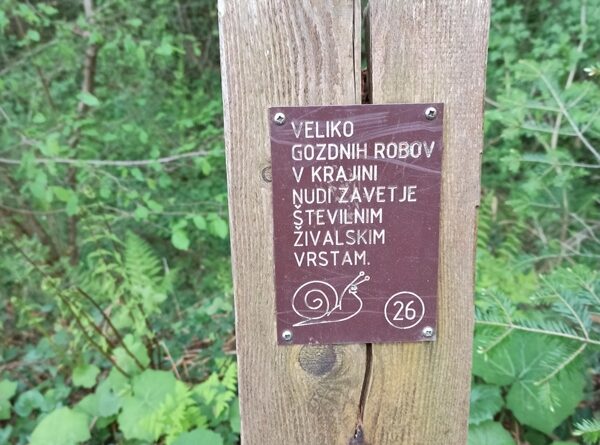 VELIKO
GOZDNIH ROBOV
V KRAJINI
NUDI ZAVETJE
ŠTEVILNIM
ŽIVALSKIM
VRSTAM.
26